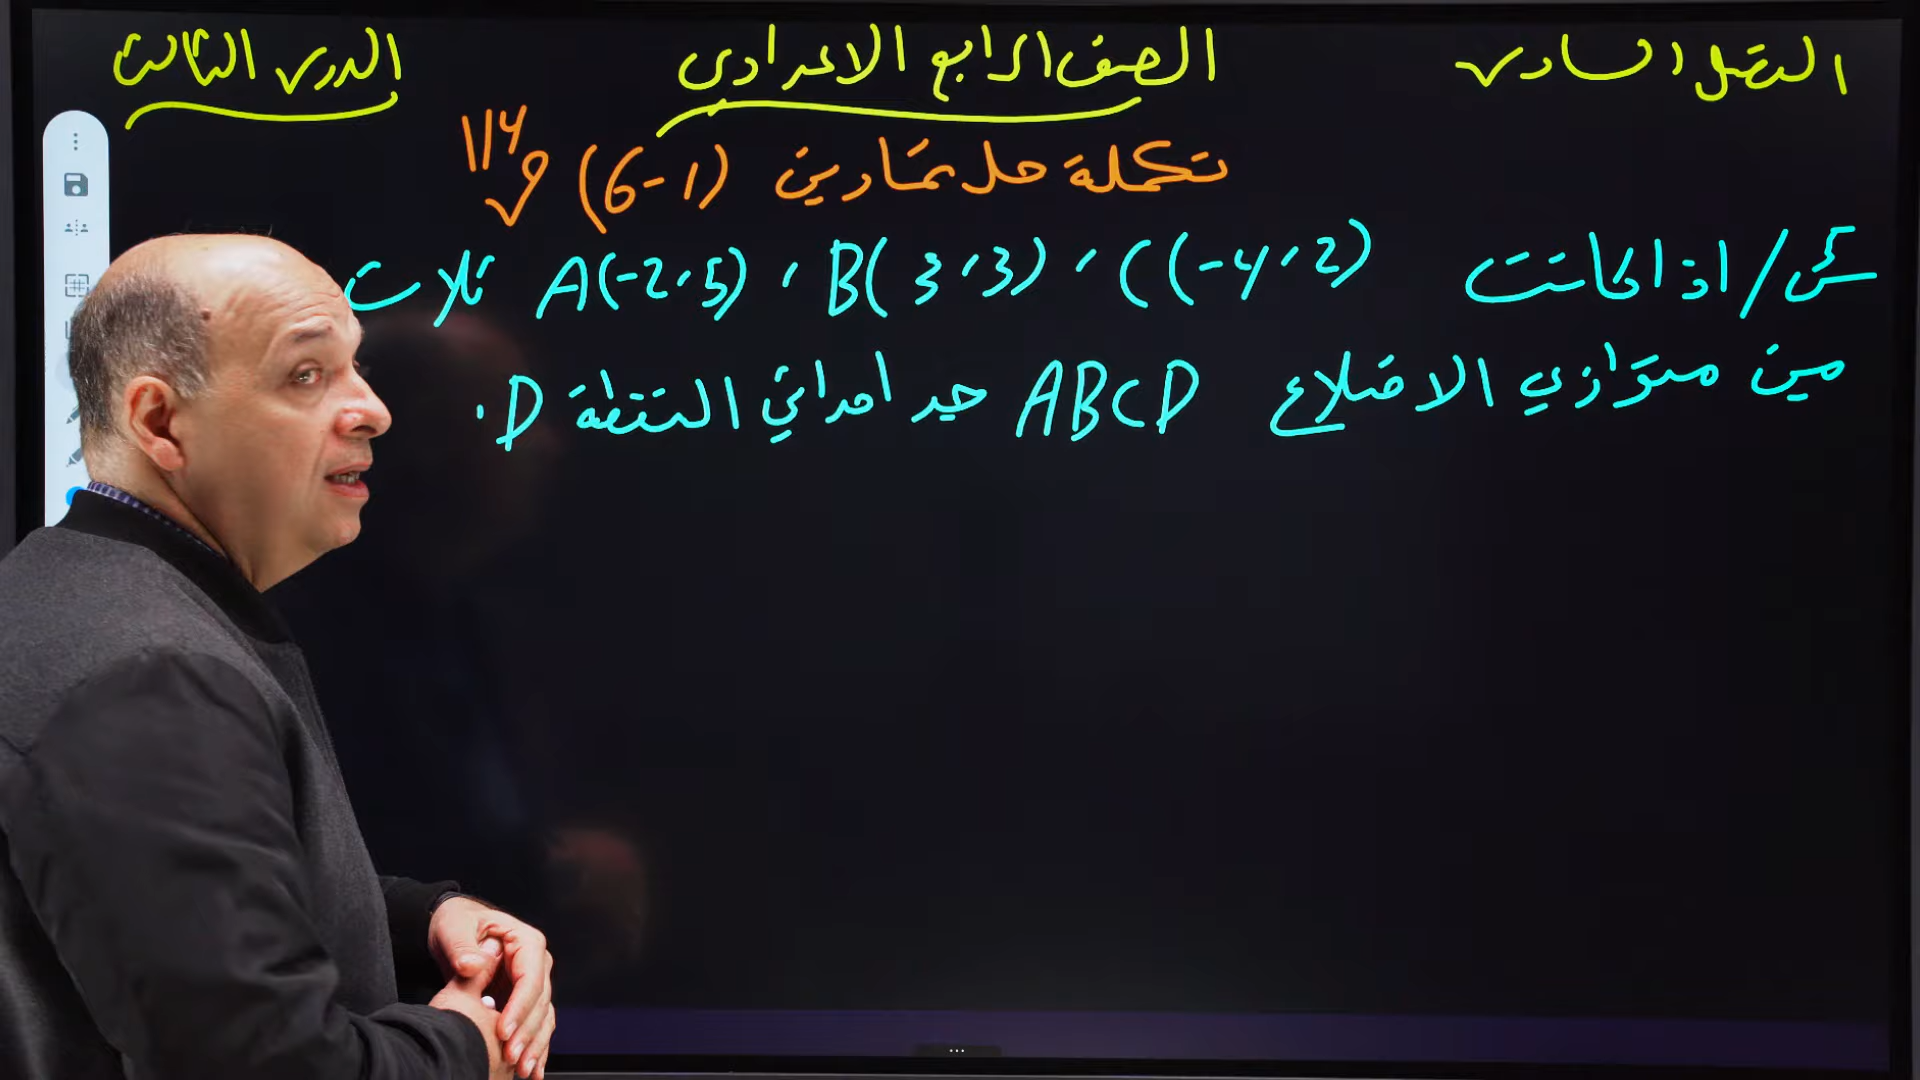 الفصل السادس الصف الرابع الاعدادي الدرس الثالث
تكملة حل تمارين (6-1) ص 114
س/ اذا كانت A(-2,5) , B(3,3) , C(-4,2) ثلاث
من متوازي الاضلاع ABCD جد احداثي النقطة D .